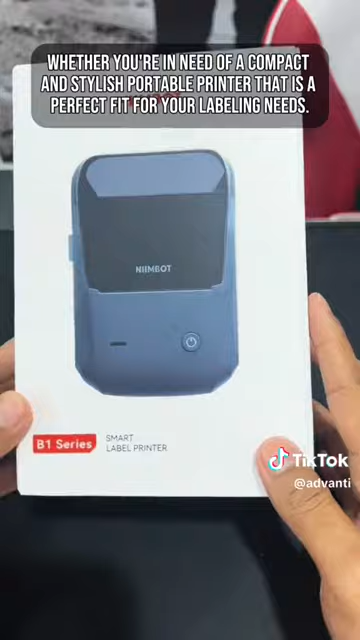 WHETHER YOU'RE IN NEED OF A COMPACT
AND STYLISH PORTABLE PRINTER THAT IS A
PERFECT FIT FOR YOUR LABELING NEEDS.
NIIMBOT
B1 Series
SMART
LABEL PRINTER
TikTok
@advanti